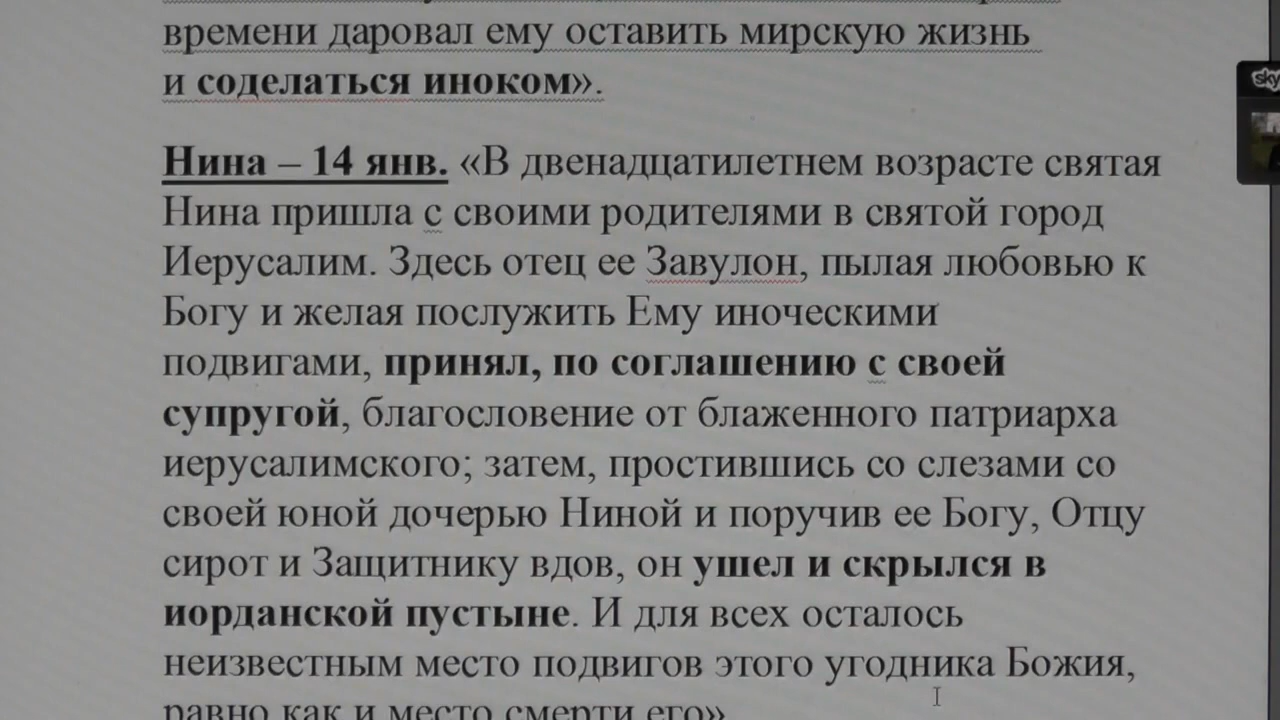 времени даровал ему оставить мирскую жизнь
и соделаться иноком».
Нина – 14 янв. «В двенадцатилетнем возрасте святая
Нина пришла с своими родителями в святой город
Иерусалим. Здесь отец ее Завулон, пылая любовью к
Богу и желая послужить Ему иноческими
подвигами, принял, по соглашению с своей
супругой, благословение от блаженного патриарха
иерусалимского; затем, простившись со слезами со
своей юной дочерью Ниной и поручив ее Богу, Отцу
сирот и Защитнику вдов, он ушел и скрылся в
иорданской пустыне. И для всех осталось
неизвестным место подвигов этого угодника Божия,
равно как и место смерти его»
sky